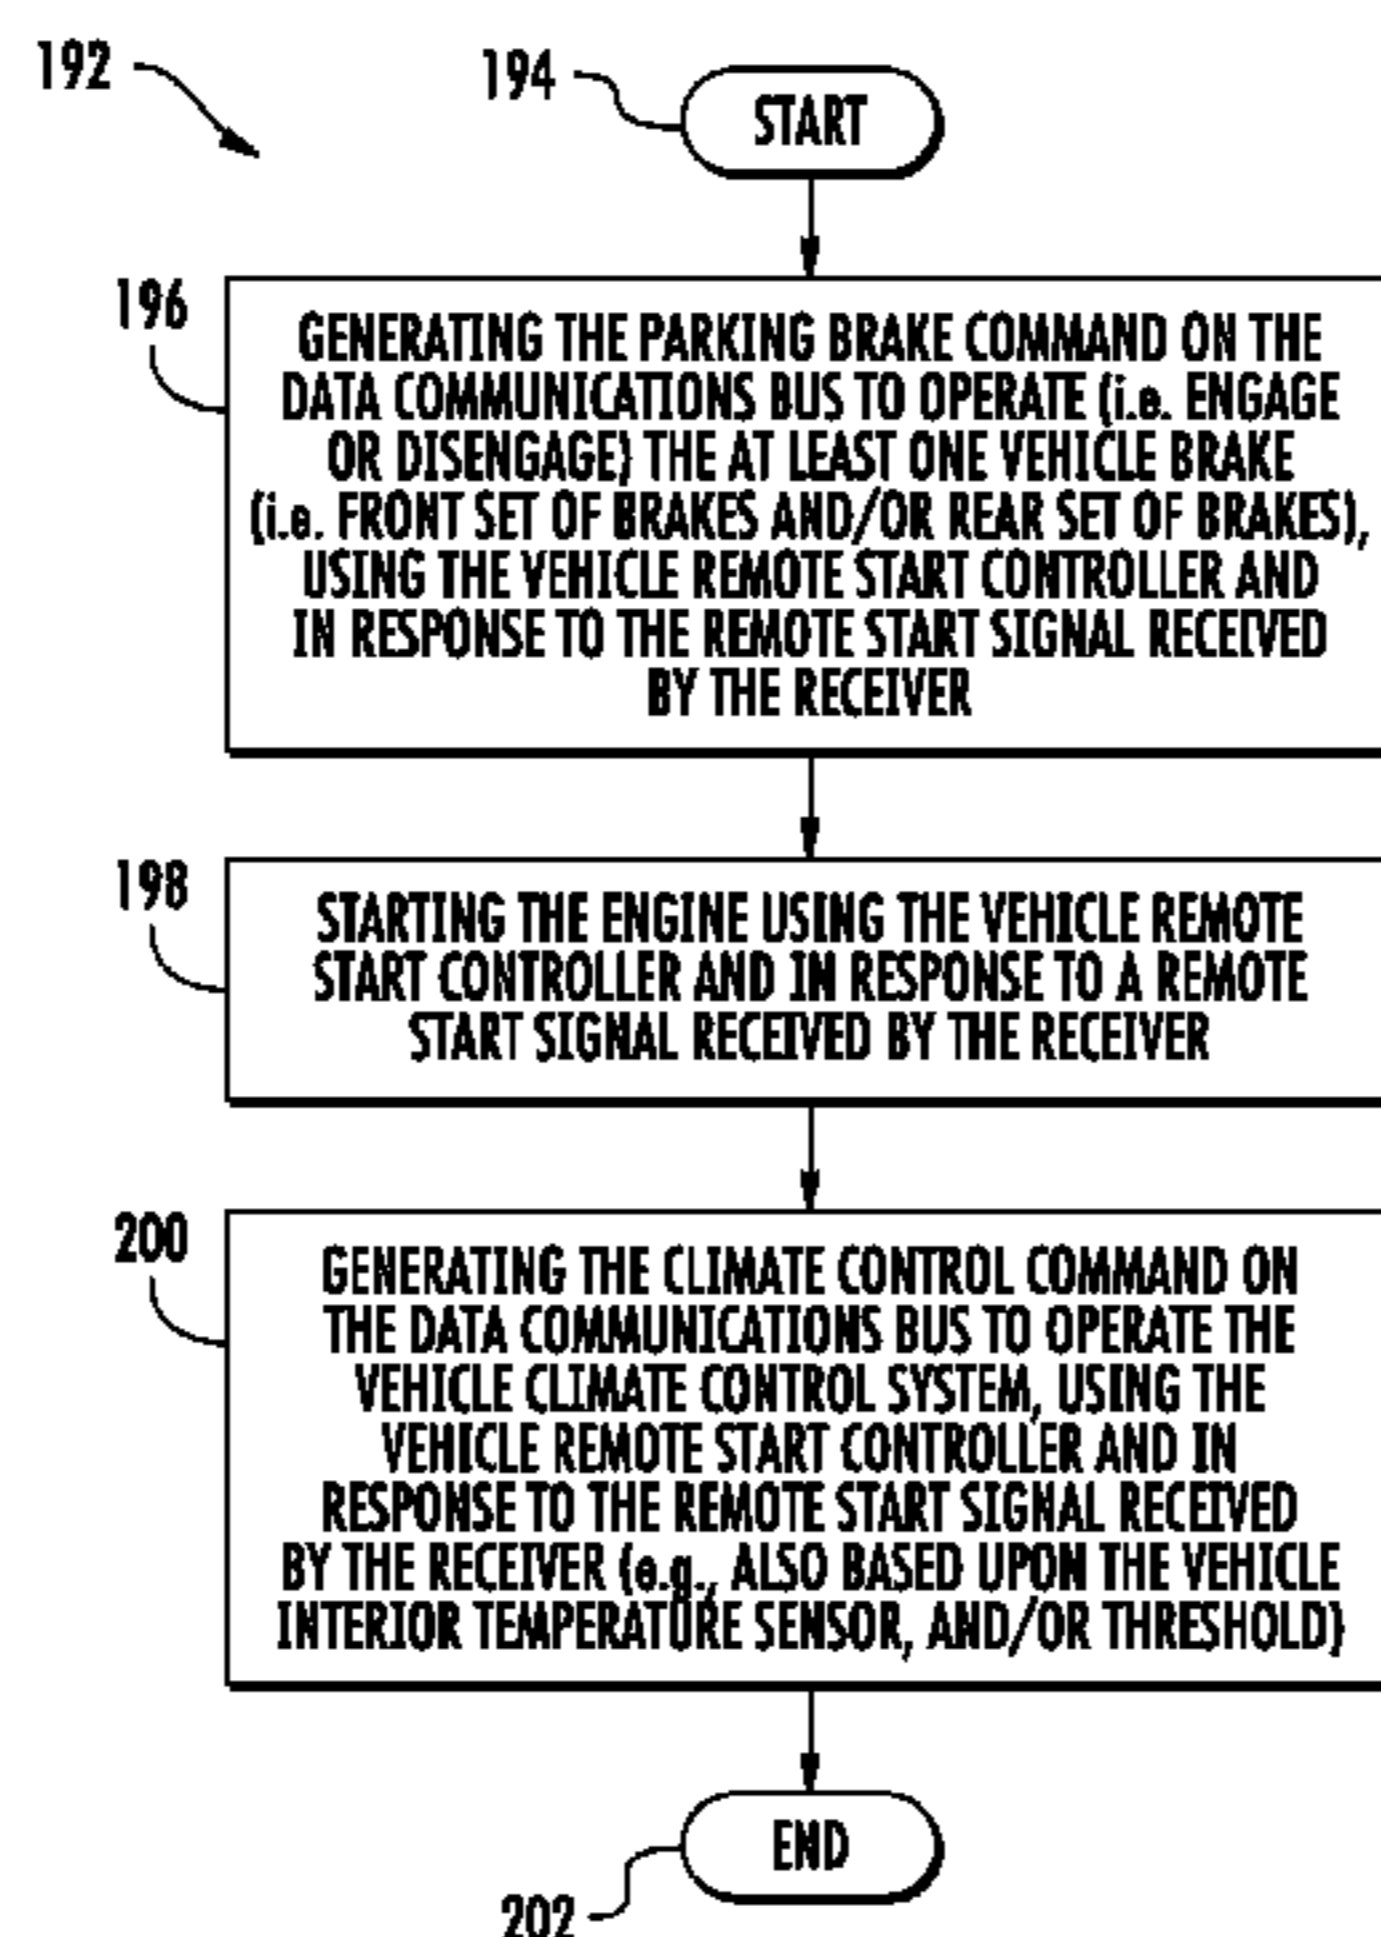 192
194
START
196
GENERATING THE PARKING BRAKE COMMAND ON THE
DATA COMMUNICATIONS BUS TO OPERATE (i.e. ENGAGE
OR DISENGAGE) THE AT LEAST ONE VEHICLE BRAKE
(i.e. FRONT SET OF BRAKES AND/OR REAR SET OF BRAKES),
USING THE VEHICLE REMOTE START CONTROLLER AND
IN RESPONSE TO THE REMOTE START SIGNAL RECEIVED
BY THE RECEIVER
198
STARTING THE ENGINE USING THE VEHICLE REMOTE
START CONTROLLER AND IN RESPONSE TO A REMOTE
START SIGNAL RECEIVED BY THE RECEIVER
200
GENERATING THE CLIMATE CONTROL COMMAND ON
THE DATA COMMUNICATIONS BUS TO OPERATE THE
VEHICLE CLIMATE CONTROL SYSTEM, USING THE
VEHICLE REMOTE START CONTROLLER AND IN
RESPONSE TO THE REMOTE START SIGNAL RECEIVED
BY THE RECEIVER (e.g., ALSO BASED UPON THE VEHICLE
INTERIOR TEMPERATURE SENSOR, AND/OR THRESHOLD)
END
202